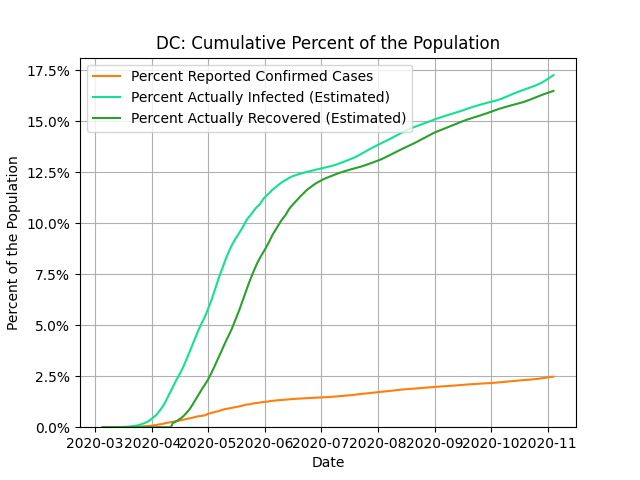 DC: Cumulative Percent of the Population
Percent Reported Confirmed Cases
Percent Actually Infected (Estimated)
Percent Actually Recovered (Estimated)
Percent of the Population
17.5%
15.0%
12.5%
10.0%
7.5%
5.0%
2.5%
0.0%
2020-03 2020-04 2020-05 2020-06 2020-07 2020-08 2020-09 2020-10 2020-11
Date